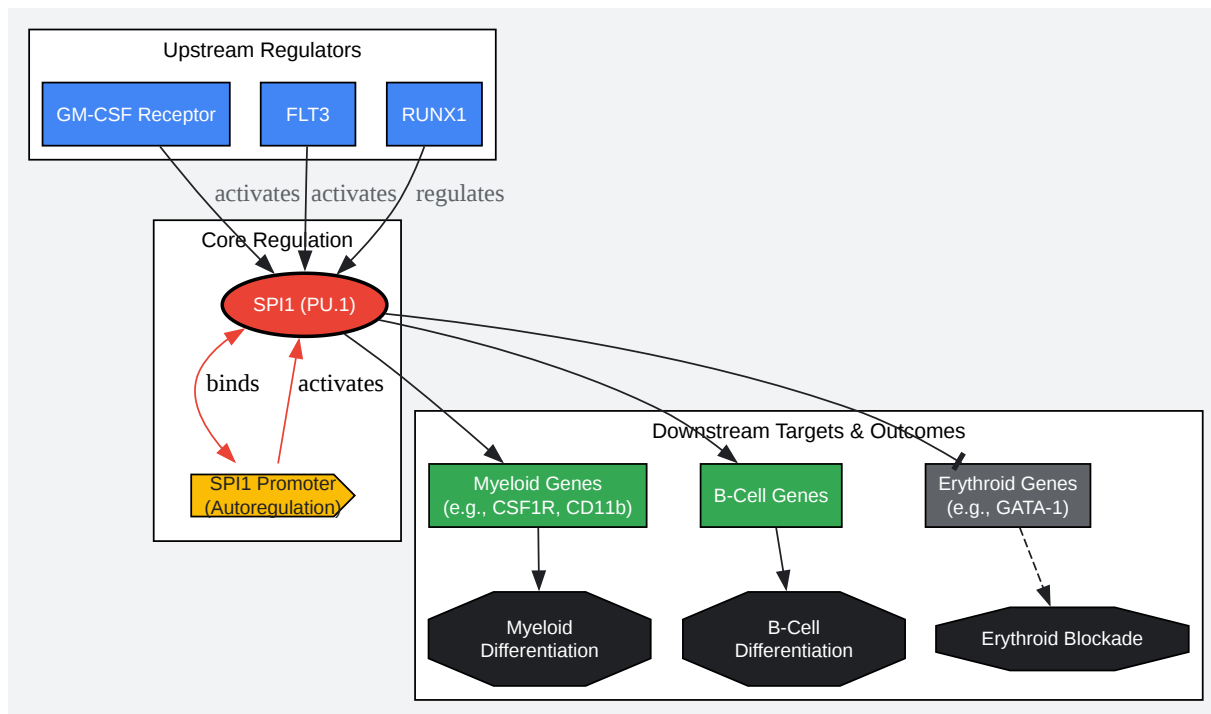 Upstream Regulators
GM-CSF Receptor
FLT3
RUNX1
activates
activates
regulates
Core Regulation
SPI1 (PU.1)
binds
activates
SPI1 Promoter
(Autoregulation)
Downstream Targets & Outcomes
Myeloid Genes
(e.g., CSF1R, CD11b)
B-Cell Genes
Erythroid Genes
(e.g., GATA-1)
Myeloid
Differentiation
B-Cell
Differentiation
Erythroid Blockade